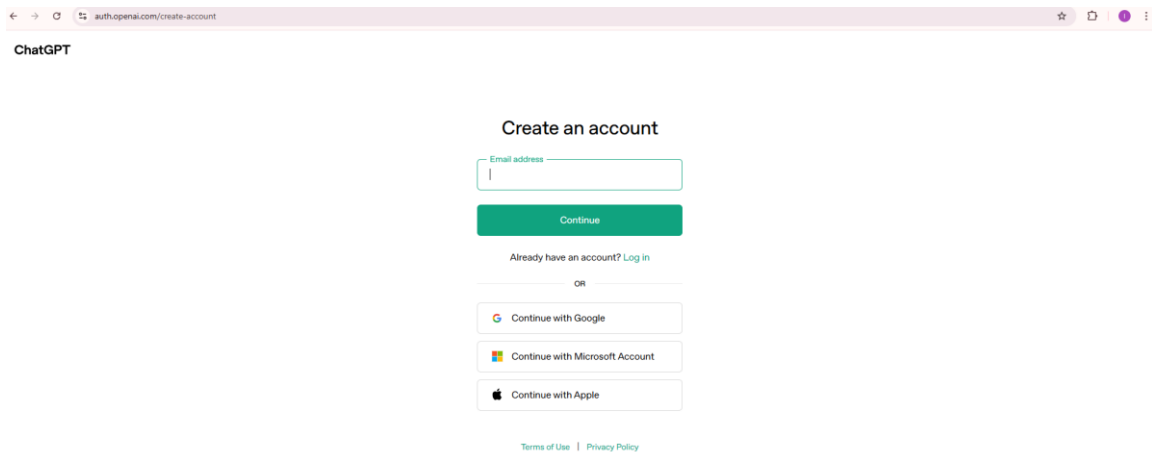 auth.openai.com/create-account
ChatGPT
Create an account
Email address
Continue
Already have an account? Log in
OR
Continue with Google
Continue with Microsoft Account
Continue with Apple
Terms of Use | Privacy Policy